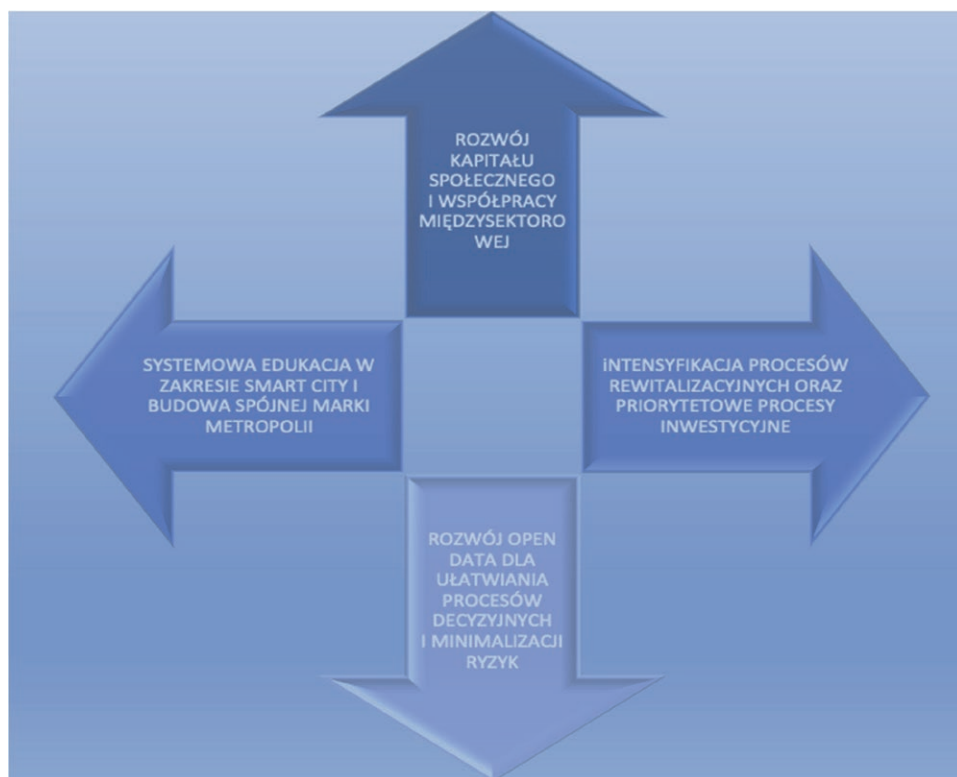 ROZWÓJ
KAPITAŁU
SPOŁECZNEGO
I WSPÓŁPRACY
MIĘDZYSEKTORO
WEJ
SYSTEMOWA EDUKACJA W
ZAKRESIE SMART CITY I
BUDOWA SPÓJNEJ MARKI
METROPOLII
iNTENSYFIKACJA PROCESÓW
REWITALIZACYJNYCH ORAZ
PRIORYTETOWE PROCESY
INWESTYCYJNE
ROZWÓJ OPEN
DATA DLA
UŁATWIANIA
PROCESÓW
DECYZYJNYCH
I MINIMALIZACJI
RYZYK